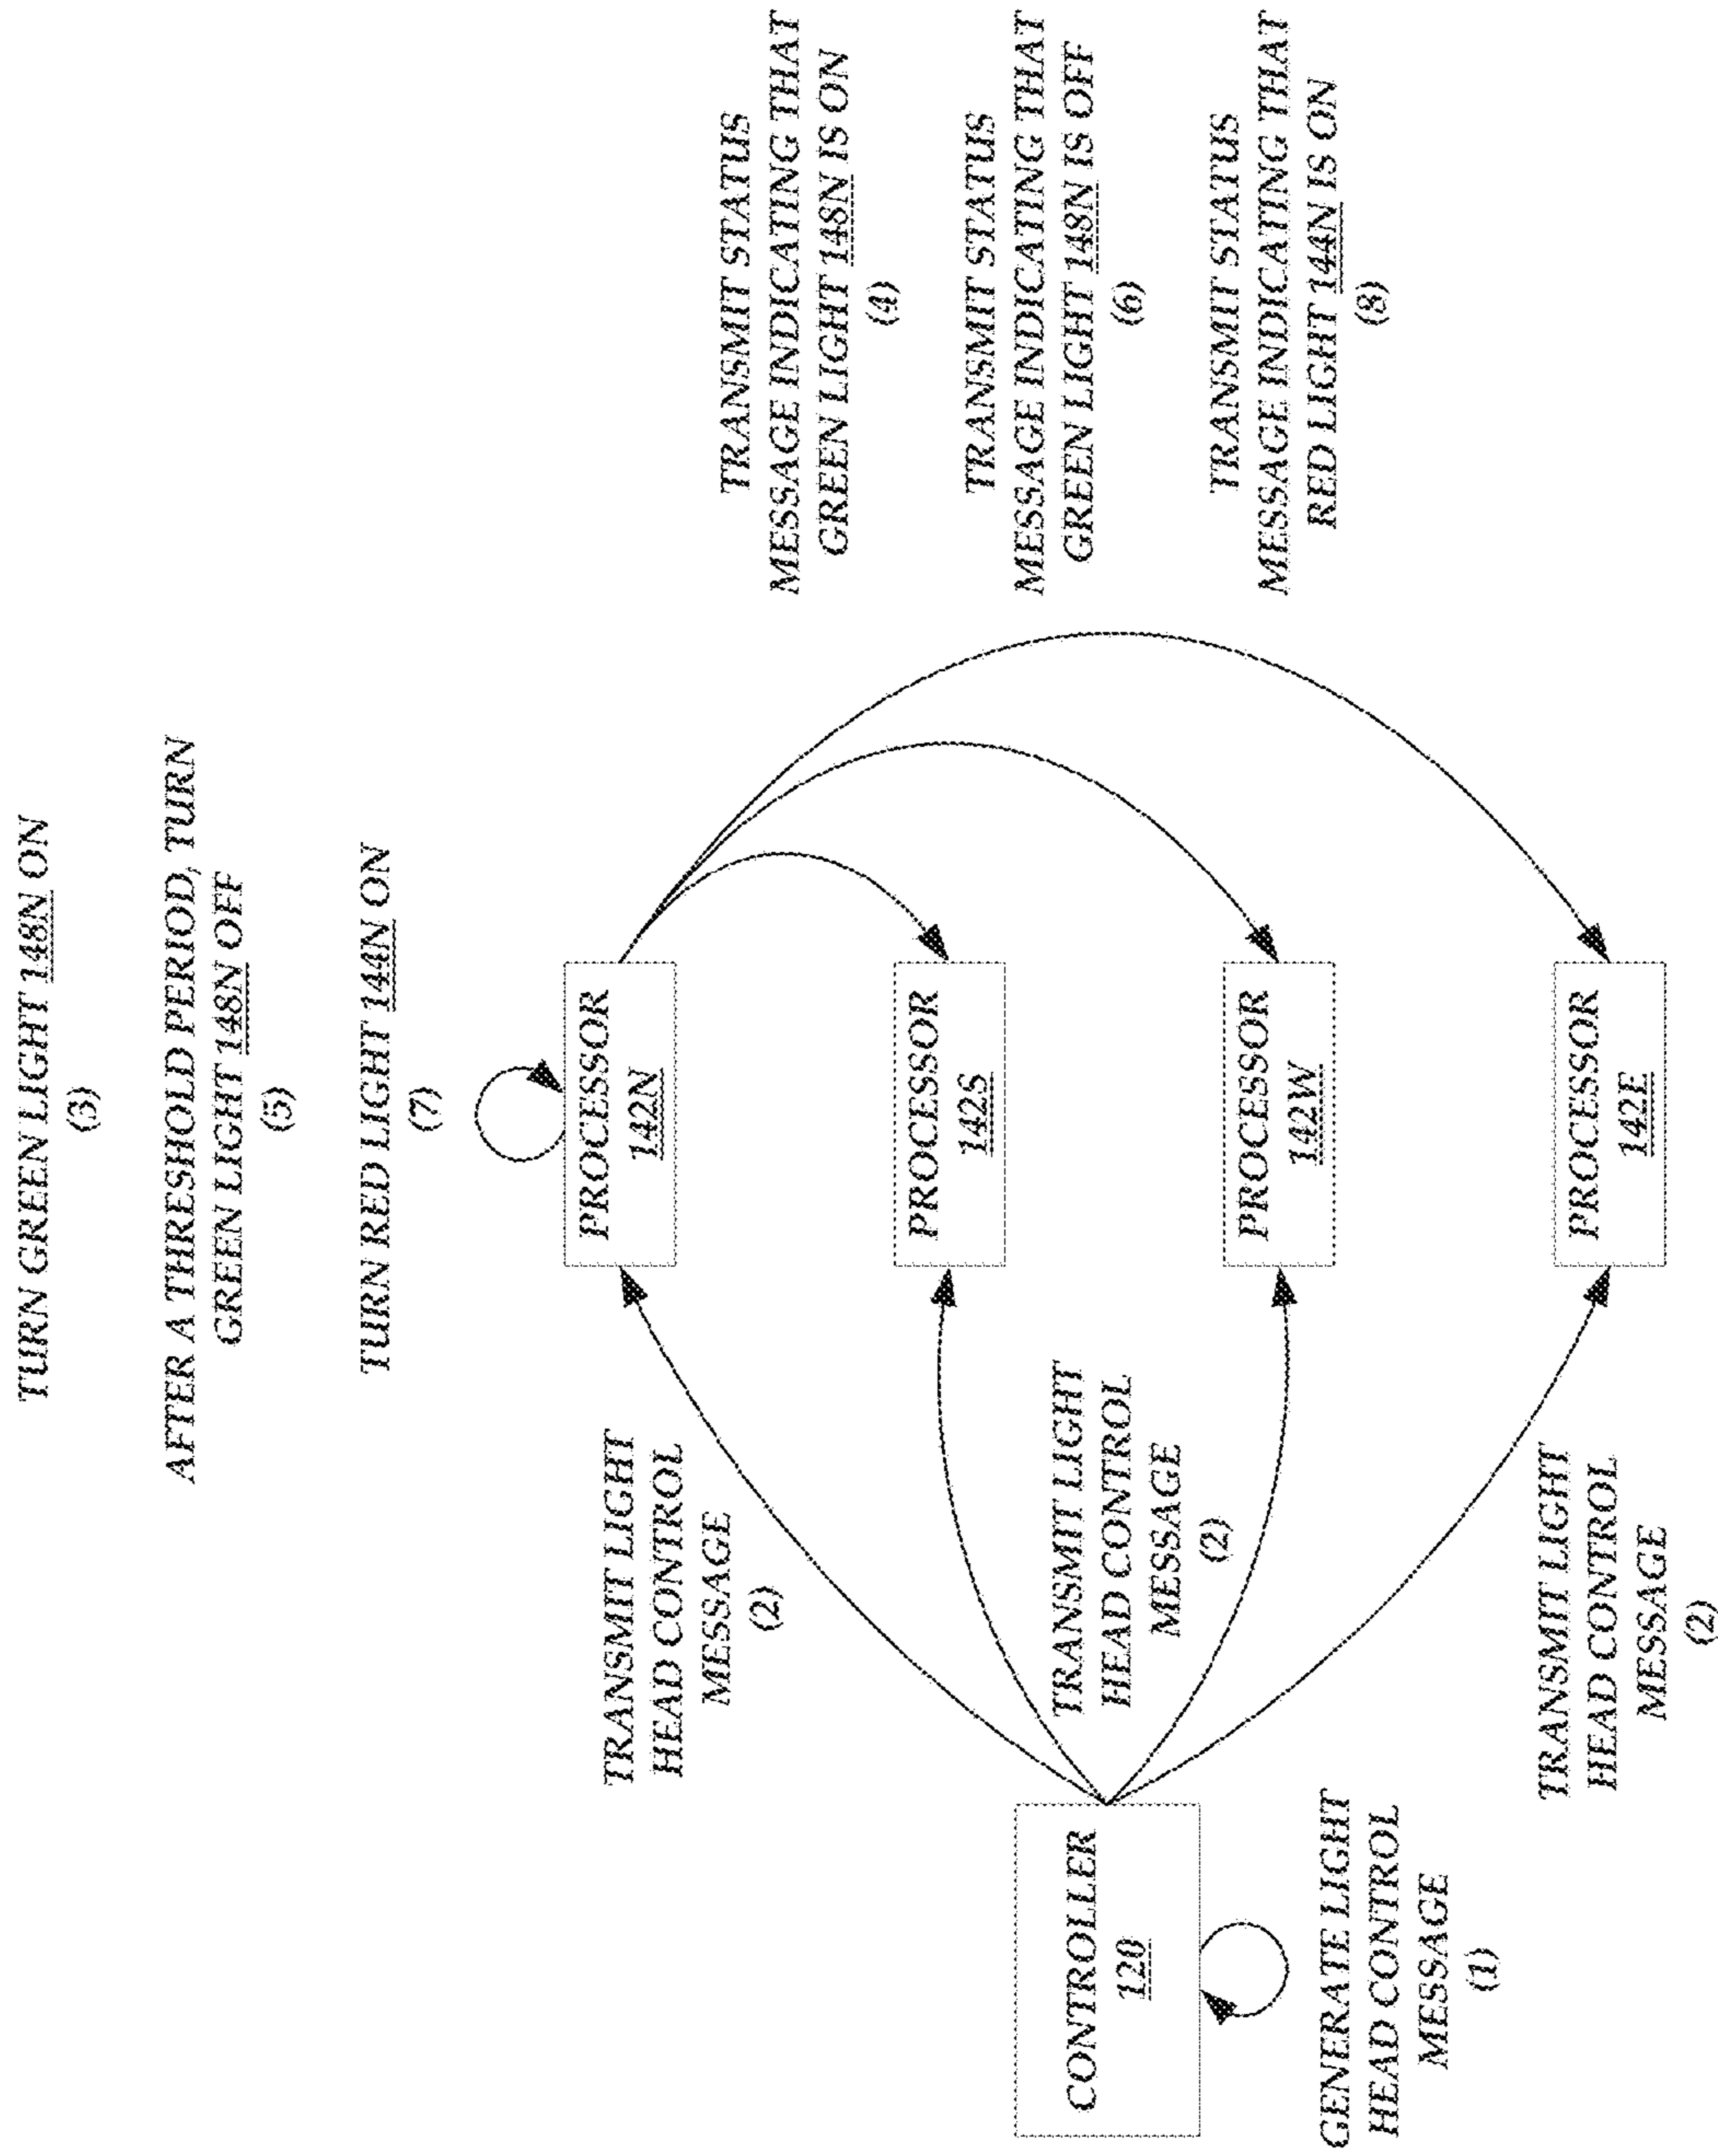 TURN GREEN LIGHT 148N ON
(3)
AFTER A THRESHOLD PERIOD, TURN
GREEN LIGHT 148N OFF
(5)
TURN RED LIGHT 144N ON
(7)
TRANSMIT LIGHT
HEAD CONTROL
MESSAGE
(2)
PROCESSOR
142N
TRANSMIT STATUS
MESSAGE INDICATING THAT
GREEN LIGHT 148N IS ON
(4)
PROCESSOR
142S
TRANSMIT STATUS
MESSAGE INDICATING THAT
GREEN LIGHT 148N IS OFF
(6)
CONTROLLER
120
TRANSMIT LIGHT
HEAD CONTROL
MESSAGE
(2)
PROCESSOR
142W
TRANSMIT STATUS
MESSAGE INDICATING THAT
RED LIGHT 144N IS ON
(8)
GENERATE LIGHT
HEAD CONTROL
MESSAGE
(1)
TRANSMIT LIGHT
HEAD CONTROL
MESSAGE
(2)
PROCESSOR
142E